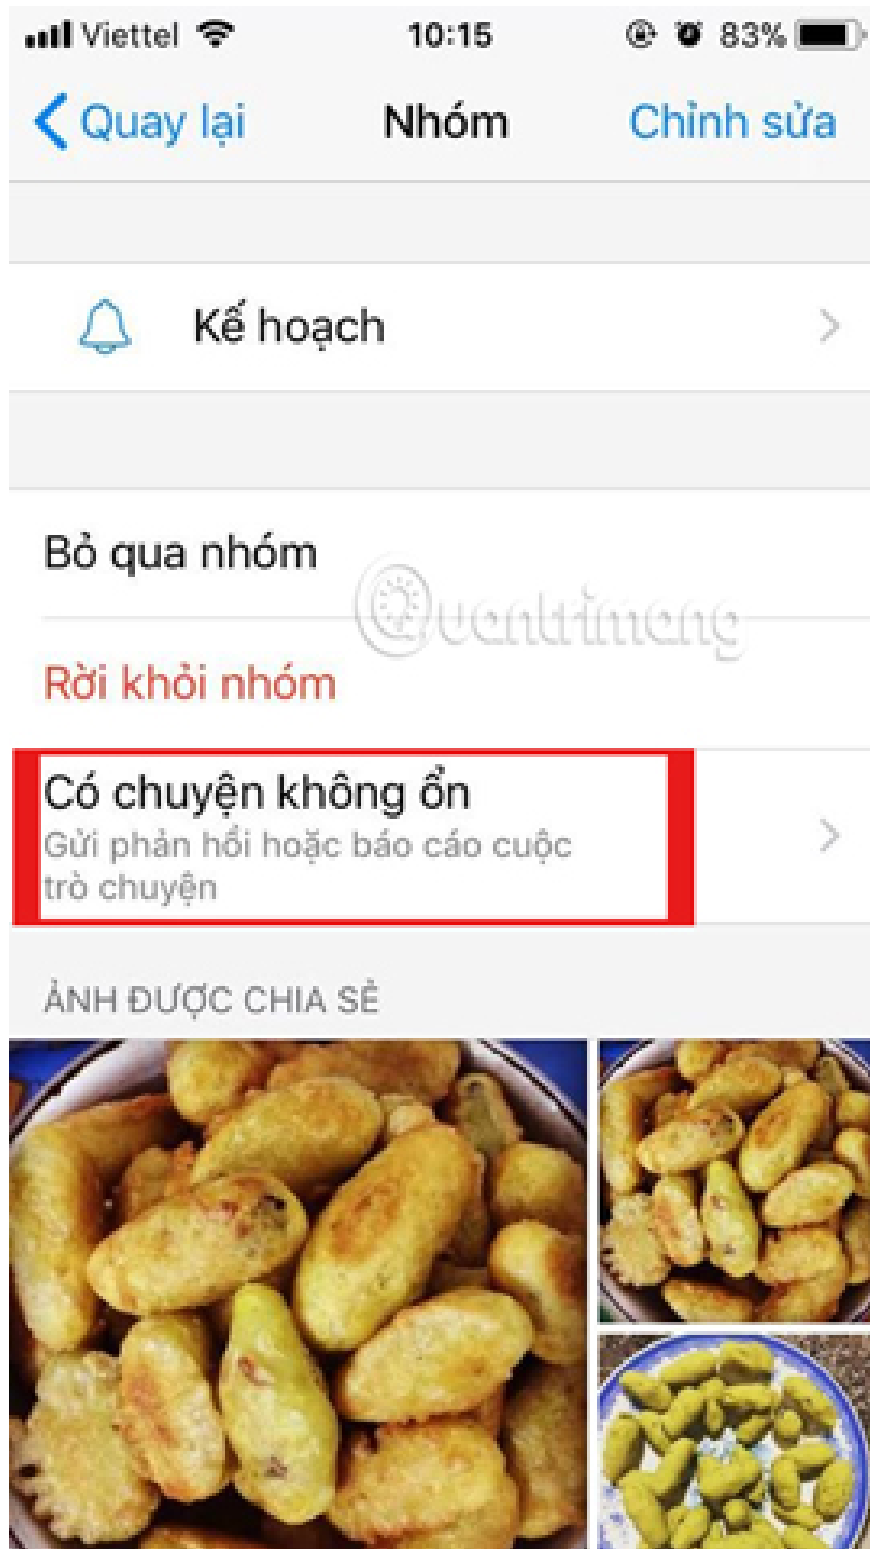 Viettel 10:15 83%
Quay lại Nhóm Chỉnh sửa
Kế hoạch
Bỏ qua nhóm
Quantrimang
Rời khỏi nhóm
Có chuyện không ổn
Gửi phản hồi hoặc báo cáo cuộc
trò chuyện
ẢNH ĐƯỢC CHIA SẺ